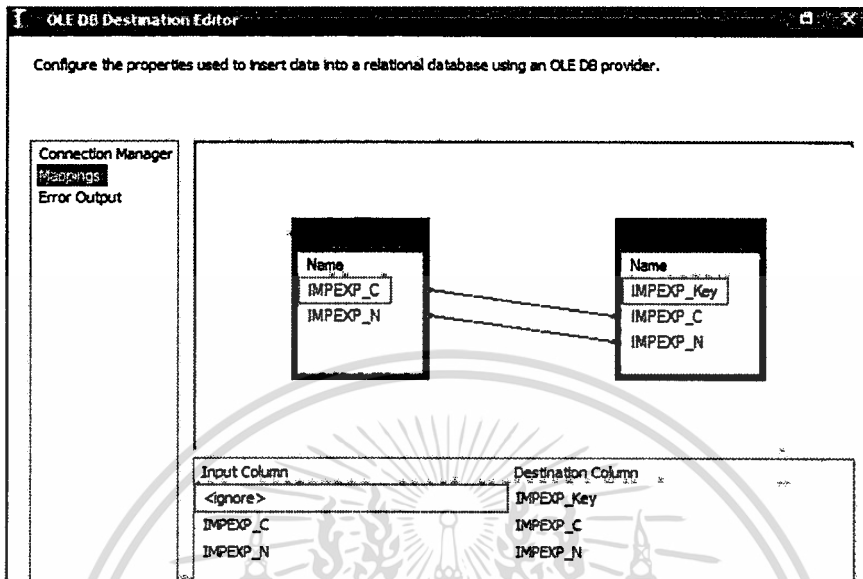 OLE DB Destination Editor
Configure the properties used to insert data into a relational database using an OLE DB provider.
Connection Manager
Mappings
Error Output
Name
IMPEXP_C
IMPEXP_N
Name
IMPEXP_Key
IMPEXP_C
IMPEXP_N
Input Column Destination Column
<ignore> IMPEXP_Key
IMPEXP_C IMPEXP_C
IMPEXP_N IMPEXP_N